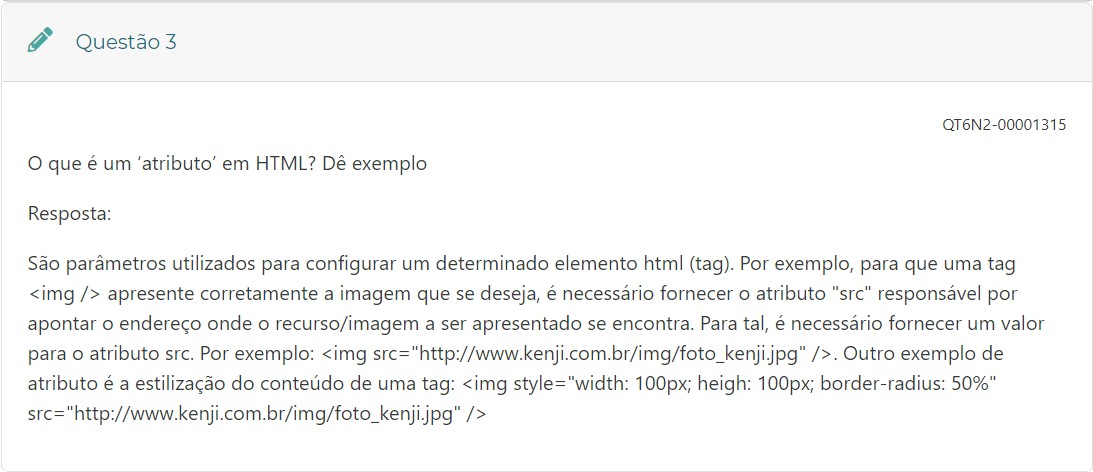 Questão 3
QT6N2-00001315
O que é um ‘atributo’ em HTML? Dê exemplo
Resposta:
São parâmetros utilizados para configurar um determinado elemento html (tag). Por exemplo, para que uma tag
<img /> apresente corretamente a imagem que se deseja, é necessário fornecer o atributo "src" responsável por
apontar o endereço onde o recurso/imagem a ser apresentado se encontra. Para tal, é necessário fornecer um valor
para o atributo src. Por exemplo: <img src="http://www.kenji.com.br/img/foto_kenji.jpg" />. Outro exemplo de
atributo é a estilização do conteúdo de uma tag: <img style="width: 100px; heigh: 100px; border-radius: 50%"
src="http://www.kenji.com.br/img/foto_kenji.jpg" />